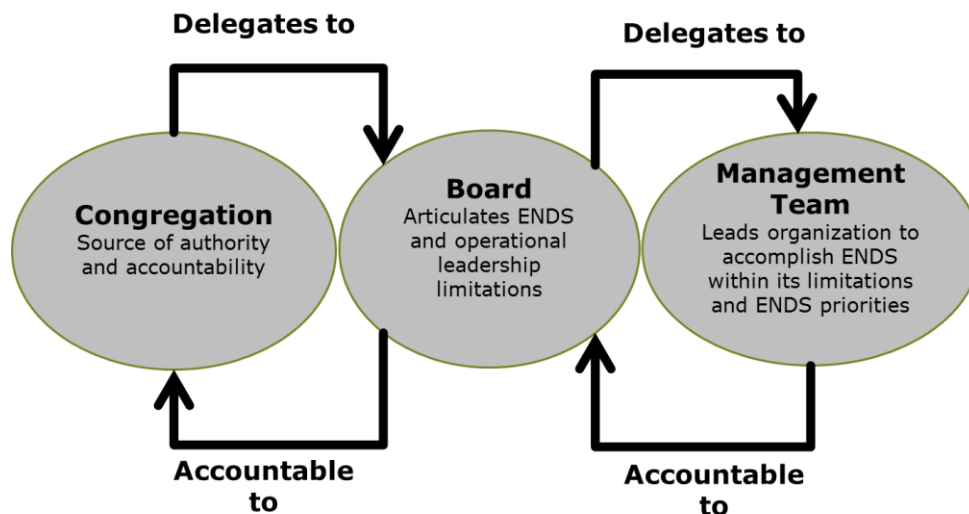 Delegates to
Delegates to
Congregation
Source of authority
and accountability
Board
Articulates ENDS
and operational
leadership
limitations
Management
Team
Leads organization to
accomplish ENDS
within its limitations
and ENDS priorities
Accountable
to
Accountable
to